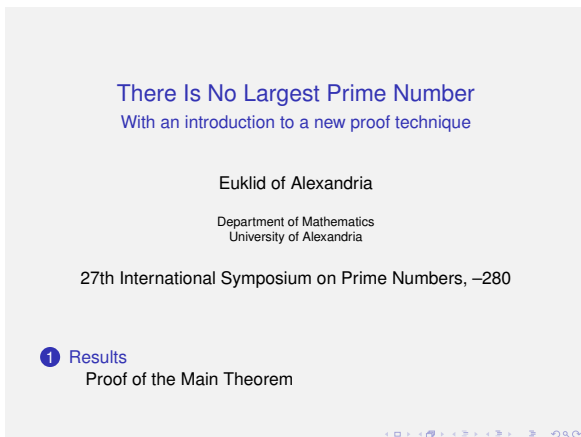 There Is No Largest Prime Number
With an introduction to a new proof technique
Euklid of Alexandria
Department of Mathematics
University of Alexandria
27th International Symposium on Prime Numbers, –280
1 Results
Proof of the Main Theorem